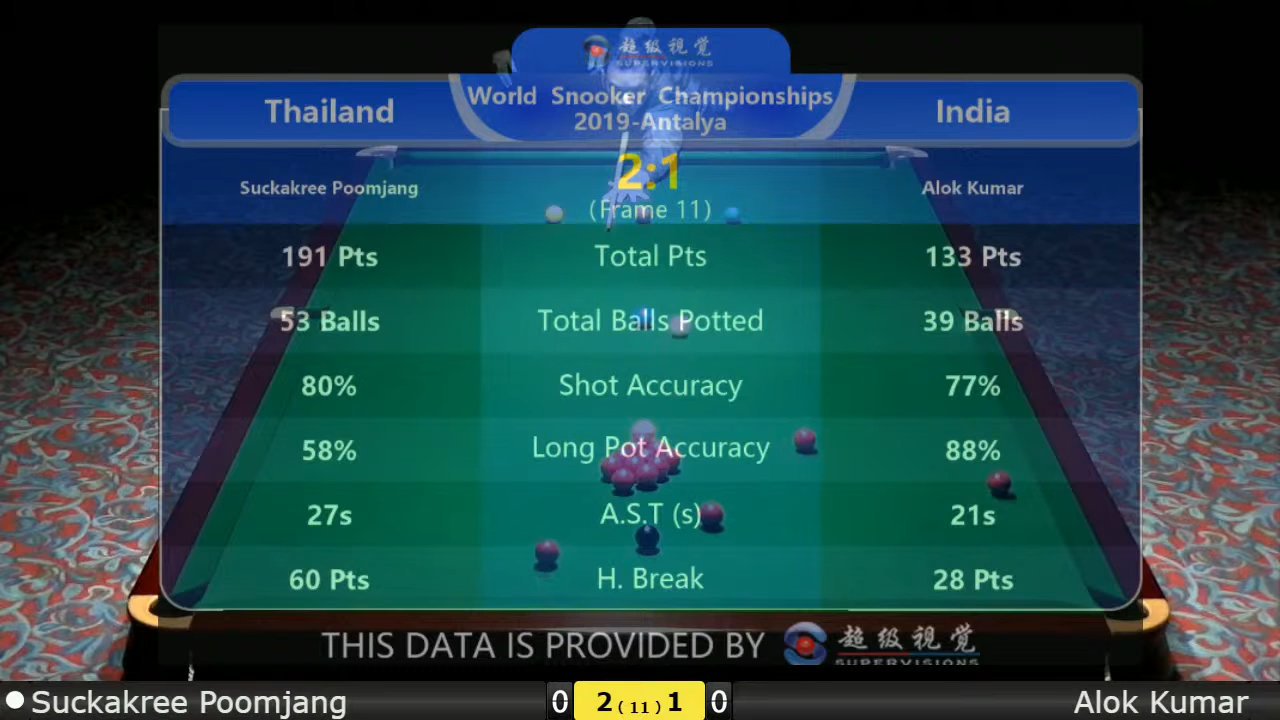 超级视觉
SUPERVISIONS
Thailand
World Snooker Championships
2019-Antalya
India
Suckakree Poomjang
2:1
Alok Kumar
(Frame 11)
191 Pts
Total Pts
133 Pts
53 Balls
Total Balls Potted
39 Balls
80%
Shot Accuracy
77%
58%
Long Pot Accuracy
88%
27s
A.S.T (s)
21s
60 Pts
H. Break
28 Pts
THIS DATA IS PROVIDED BY
超级视觉
SUPERVISIONS
Suckakree Poomjang
0
2 (11) 1
0
Alok Kumar